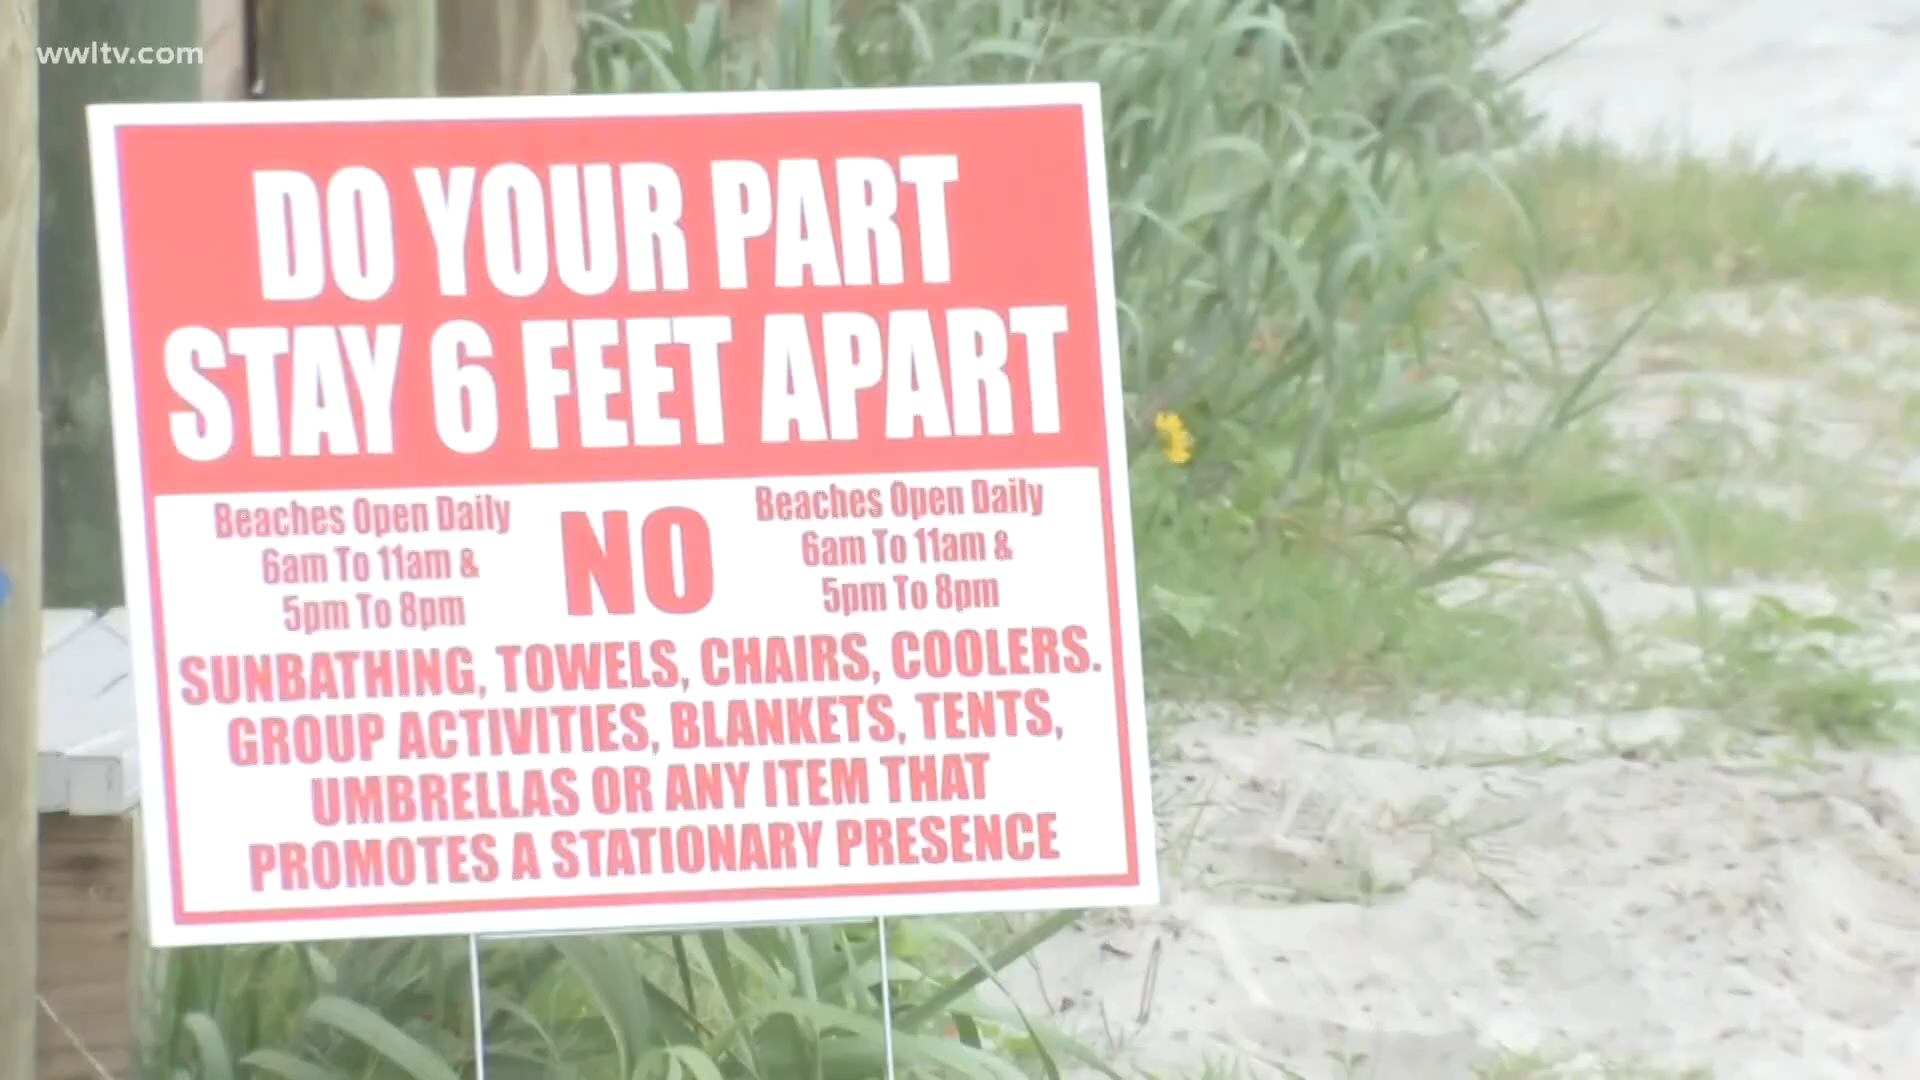 wwltv.com
DO YOUR PART
STAY 6 FEET APART
Beaches Open Daily
6am To 11am &
5pm To 8pm
NO
Beaches Open Daily
6am To 11am &
5pm To 8pm
SUNBATHING, TOWELS, CHAIRS, COOLERS.
GROUP ACTIVITIES, BLANKETS, TENTS,
UMBRELLAS OR ANY ITEM THAT
PROMOTES A STATIONARY PRESENCE